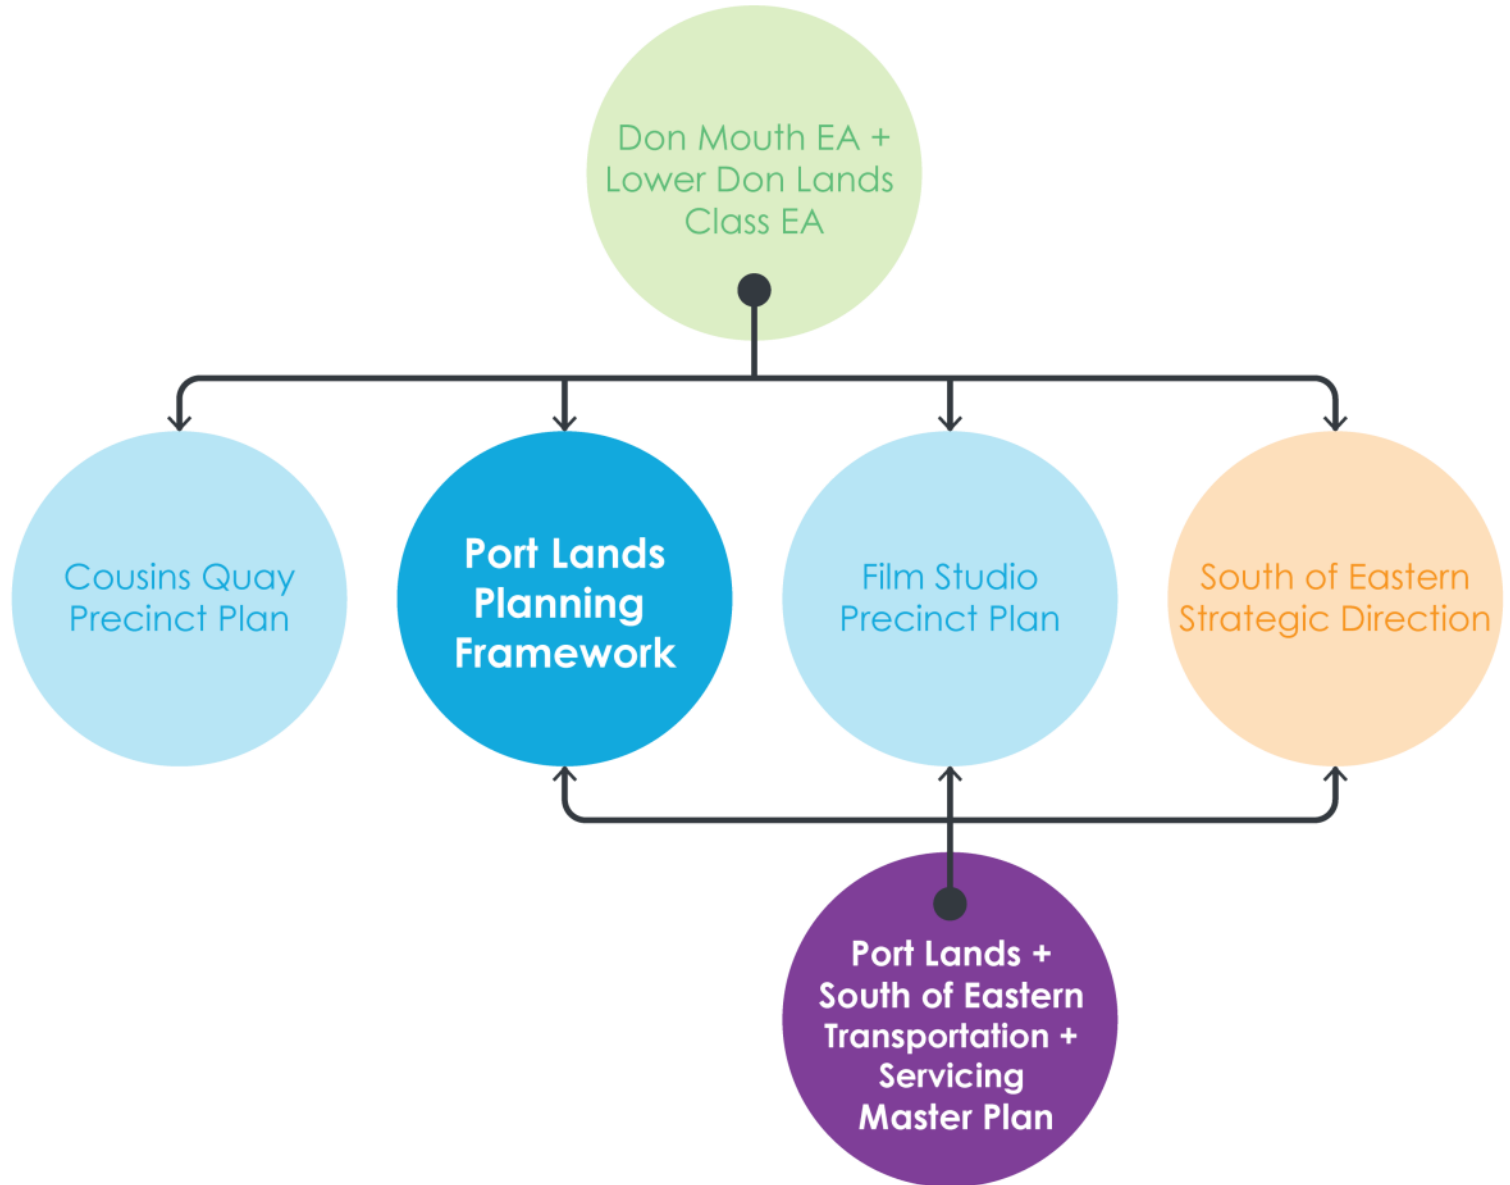 Don Mouth EA +
Lower Don Lands
Class EA
Cousins Quay
Precinct Plan
Port Lands
Planning
Framework
Film Studio
Precinct Plan
South of Eastern
Strategic Direction
Port Lands +
South of Eastern
Transportation +
Servicing
Master Plan